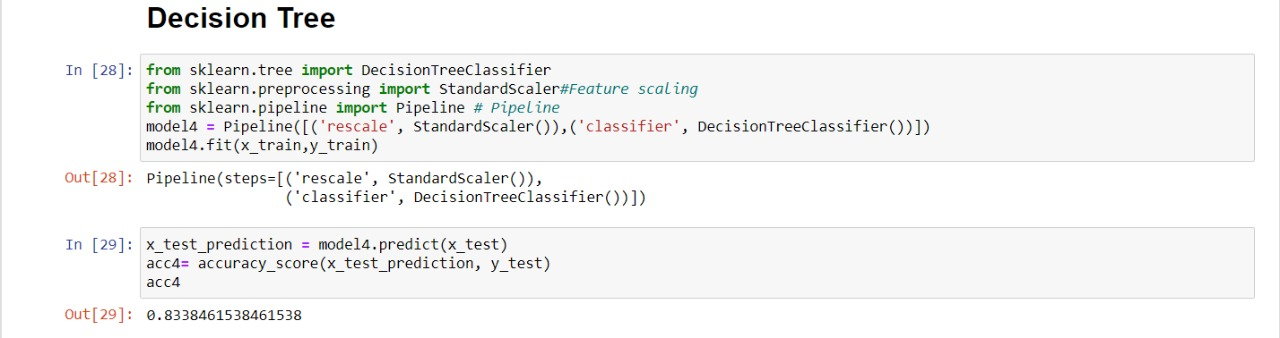 Decision Tree
In [28]: from sklearn.tree import DecisionTreeClassifier
from sklearn.preprocessing import StandardScaler#Feature scaling
from sklearn.pipeline import Pipeline # Pipeline
model4 = Pipeline([('rescale', StandardScaler()),('classifier', DecisionTreeClassifier())])
model4.fit(x_train,y_train)
Out[28]: Pipeline(steps=[('rescale', StandardScaler()),
('classifier', DecisionTreeClassifier())])
In [29]: x_test_prediction = model4.predict(x_test)
acc4= accuracy_score(x_test_prediction, y_test)
acc4
Out[29]: 0.8338461538461538